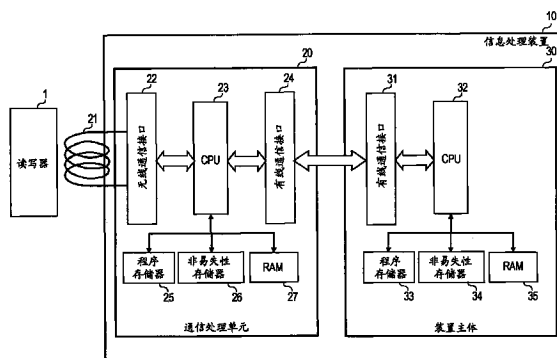 10
信息处理装置
20
30
22
23
24
31
32
1
21
读写器
无线通信接口
CPU
有线通信接口
有线通信接口
CPU
程序
存储器
非易失性
存储器
RAM
程序
存储器
非易失性
存储器
RAM
25
26
27
33
34
35
通信处理单元
装置主体